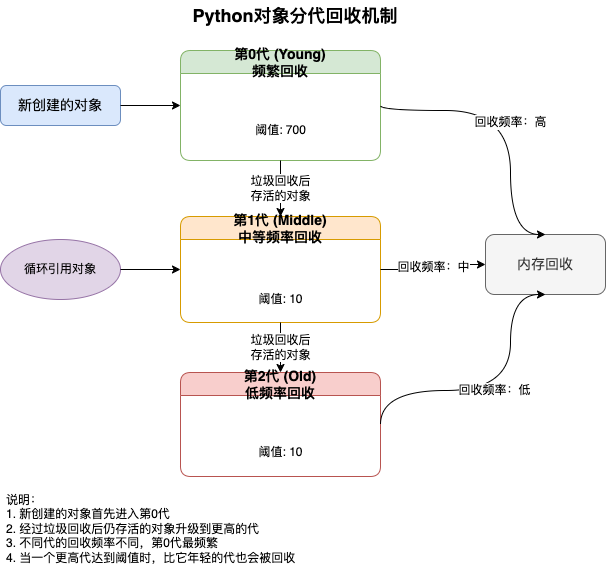 Python对象分代回收机制
第0代 (Young)
频繁回收
新创建的对象
阈值: 700
回收频率：高
垃圾回收后
存活的对象
第1代 (Middle)
中等频率回收
循环引用对象
回收频率：中
内存回收
阈值: 10
垃圾回收后
存活的对象
第2代 (Old)
低频率回收
回收频率：低
阈值: 10
说明：
1. 新创建的对象首先进入第0代
2. 经过垃圾回收后仍存活的对象升级到更高的代
3. 不同代的回收频率不同，第0代最频繁
4. 当一个更高代达到阈值时，比它年轻的代也会被回收